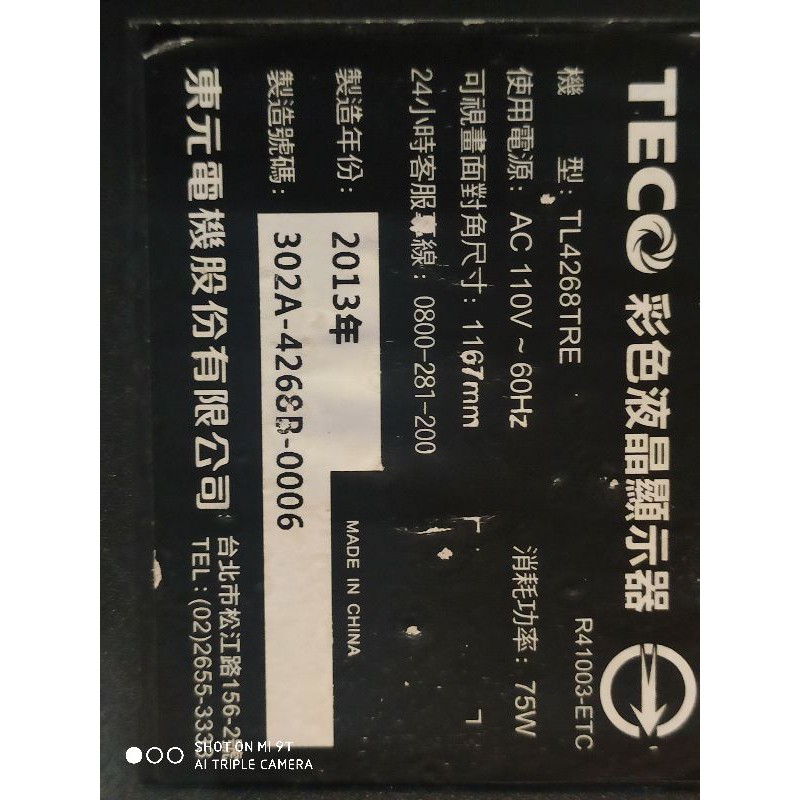 TECO 彩色液晶顯示器
R41003-ETC
機 型: TL4268TRE
使用電源: AC 110V ~ 60Hz 消耗功率: 75W
可視畫面對角尺寸: 1167mm
24小時客服專線: 0800-281-200
製造年份: 2013年
MADE IN CHINA
製造號碼: 302A-4268B-0006
東元電機股份有限公司
台北市松江路156-2號
TEL:(02)2655-3333
SHOT ON MI 9T
AI TRIPLE CAMERA